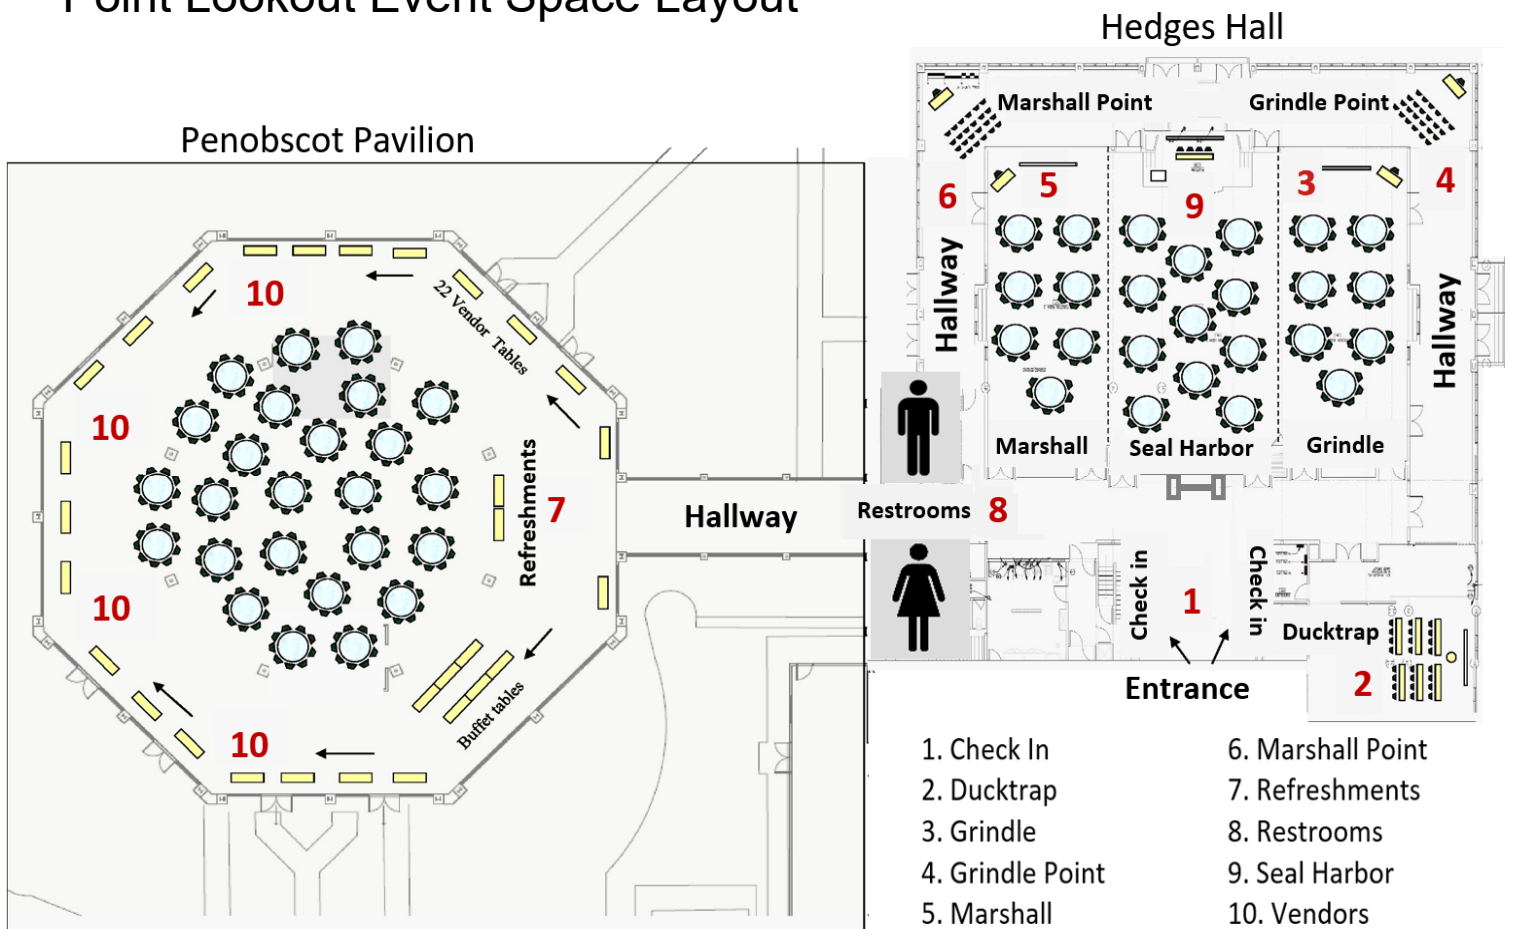 Point Lookout Event Space Layout
Hedges Hall
Penobscot Pavilion
Marshall Point
Grindle Point
6
5
9
3
4
Hallway
Hallway
Marshall
Seal Harbor
Grindle
10
22 Vendor Tables
10
Refreshments
7
Hallway
Restrooms
8
10
Check in
1
Check in
Ducktrap
2
Entrance
Buffet tables
10
1. Check In
2. Ducktrap
3. Grindle
4. Grindle Point
5. Marshall
6. Marshall Point
7. Refreshments
8. Restrooms
9. Seal Harbor
10. Vendors